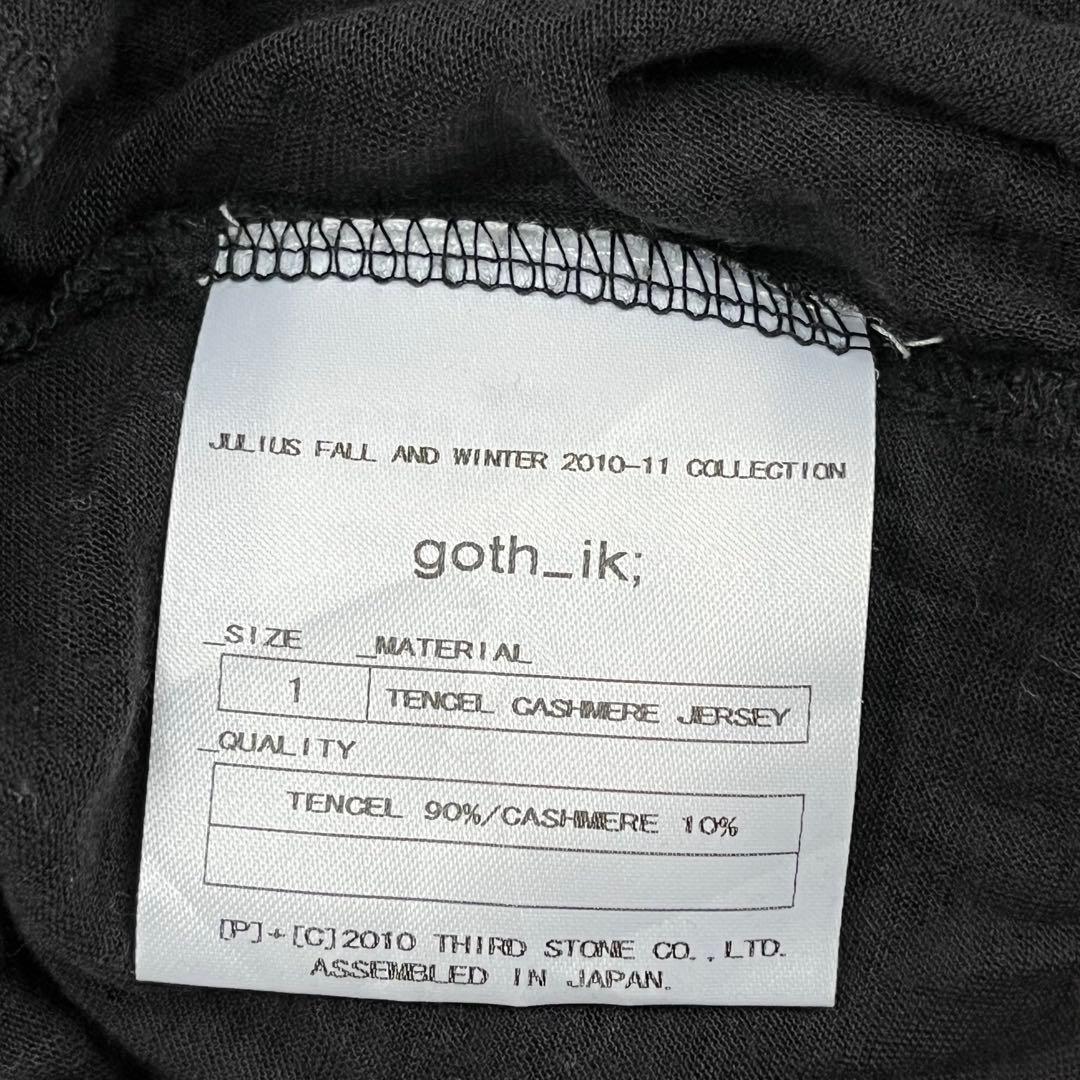 JULIUS FALL AND WINTER 2010-11 COLLECTION
goth_ik;
_SIZE _MATERIAL
1 TENCEL CASHMERE JERSEY
_QUALITY
TENCEL 90%/CASHMERE 10%
[P]+[C]2010 THIRD STONE CO.,LTD.
ASSEMBLED IN JAPAN.